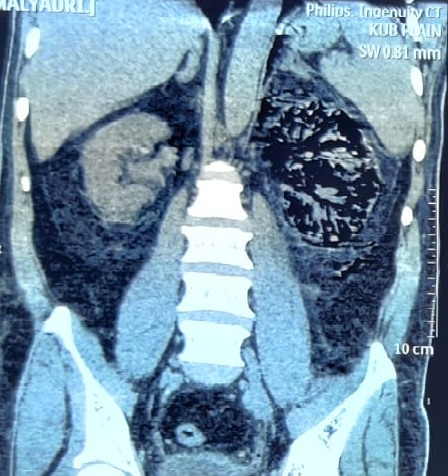 MALYADRI]
Philips, Ingenuity CT
KUB PLAIN
SW 0.81 mm
10 cm